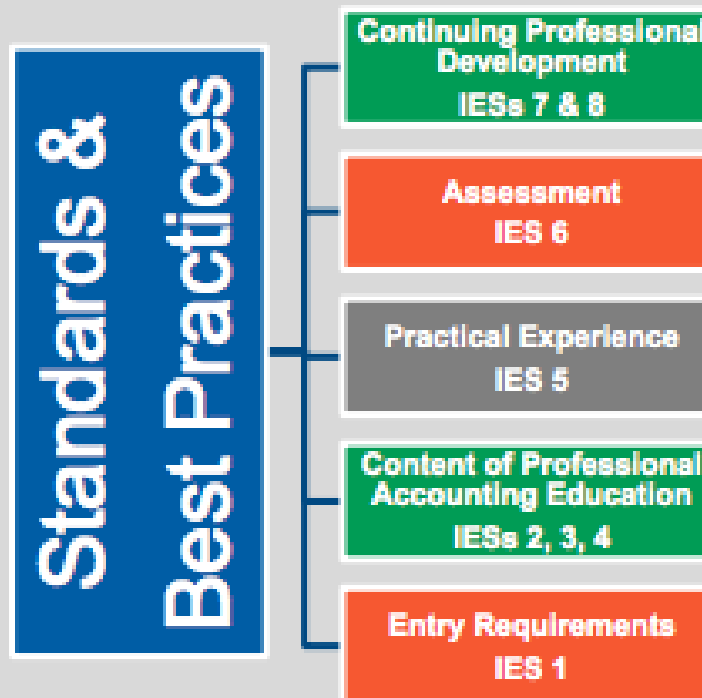 Standards &
Best Practices
Continuing Professional
Development
IESs 7 & 8
Assessment
IES 6
Practical Experience
IES 5
Content of Professional
Accounting Education
IESs 2, 3, 4
Entry Requirements
IES 1